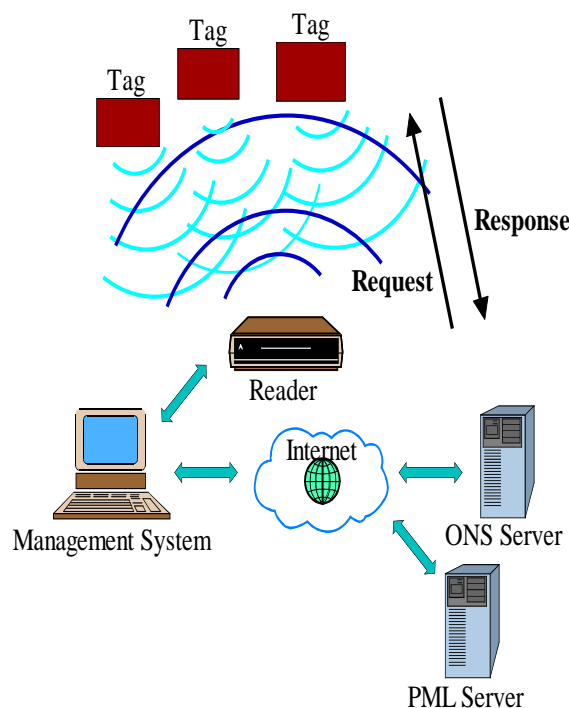 Tag
Tag
Tag
Response
Request
Reader
Internet
Management System
ONS Server
PML Server